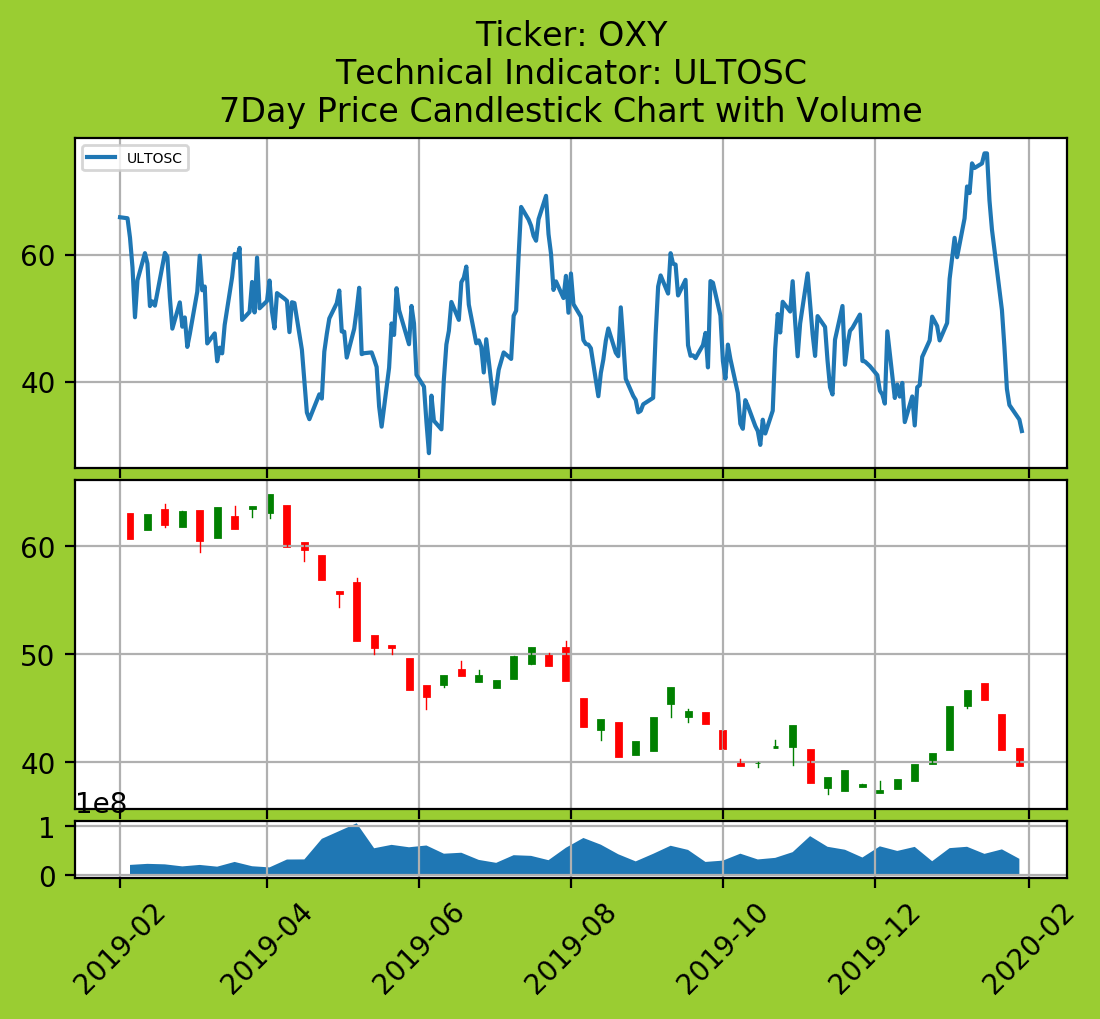 Ticker: OXY
Technical Indicator: ULTOSC
7Day Price Candlestick Chart with Volume
ULTOSC
60
40
60
50
40
1e8
1
0
2019-02
2019-04
2019-06
2019-08
2019-10
2019-12
2020-02